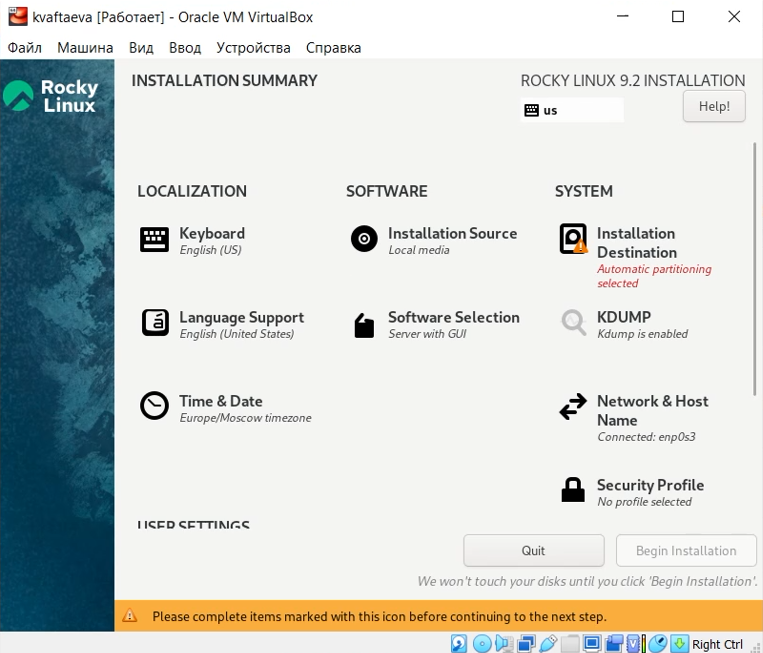 kvaftaeva [Работает] - Oracle VM VirtualBox
Файл Машина Вид Ввод Устройства Справка
Rocky
Linux
INSTALLATION SUMMARY
ROCKY LINUX 9.2 INSTALLATION
us
Help!
LOCALIZATION
Keyboard
English (US)
Language Support
English (United States)
Time & Date
Europe/Moscow timezone
SOFTWARE
Installation Source
Local media
Software Selection
Server with GUI
SYSTEM
Installation
Destination
Automatic partitioning
selected
KDUMP
Kdump is enabled
Network & Host
Name
Connected: enp0s3
Security Profile
No profile selected
USER SETTINGS
Quit
Begin Installation
We won't touch your disks until you click 'Begin Installation'.
Please complete items marked with this icon before continuing to the next step.
Right Ctrl